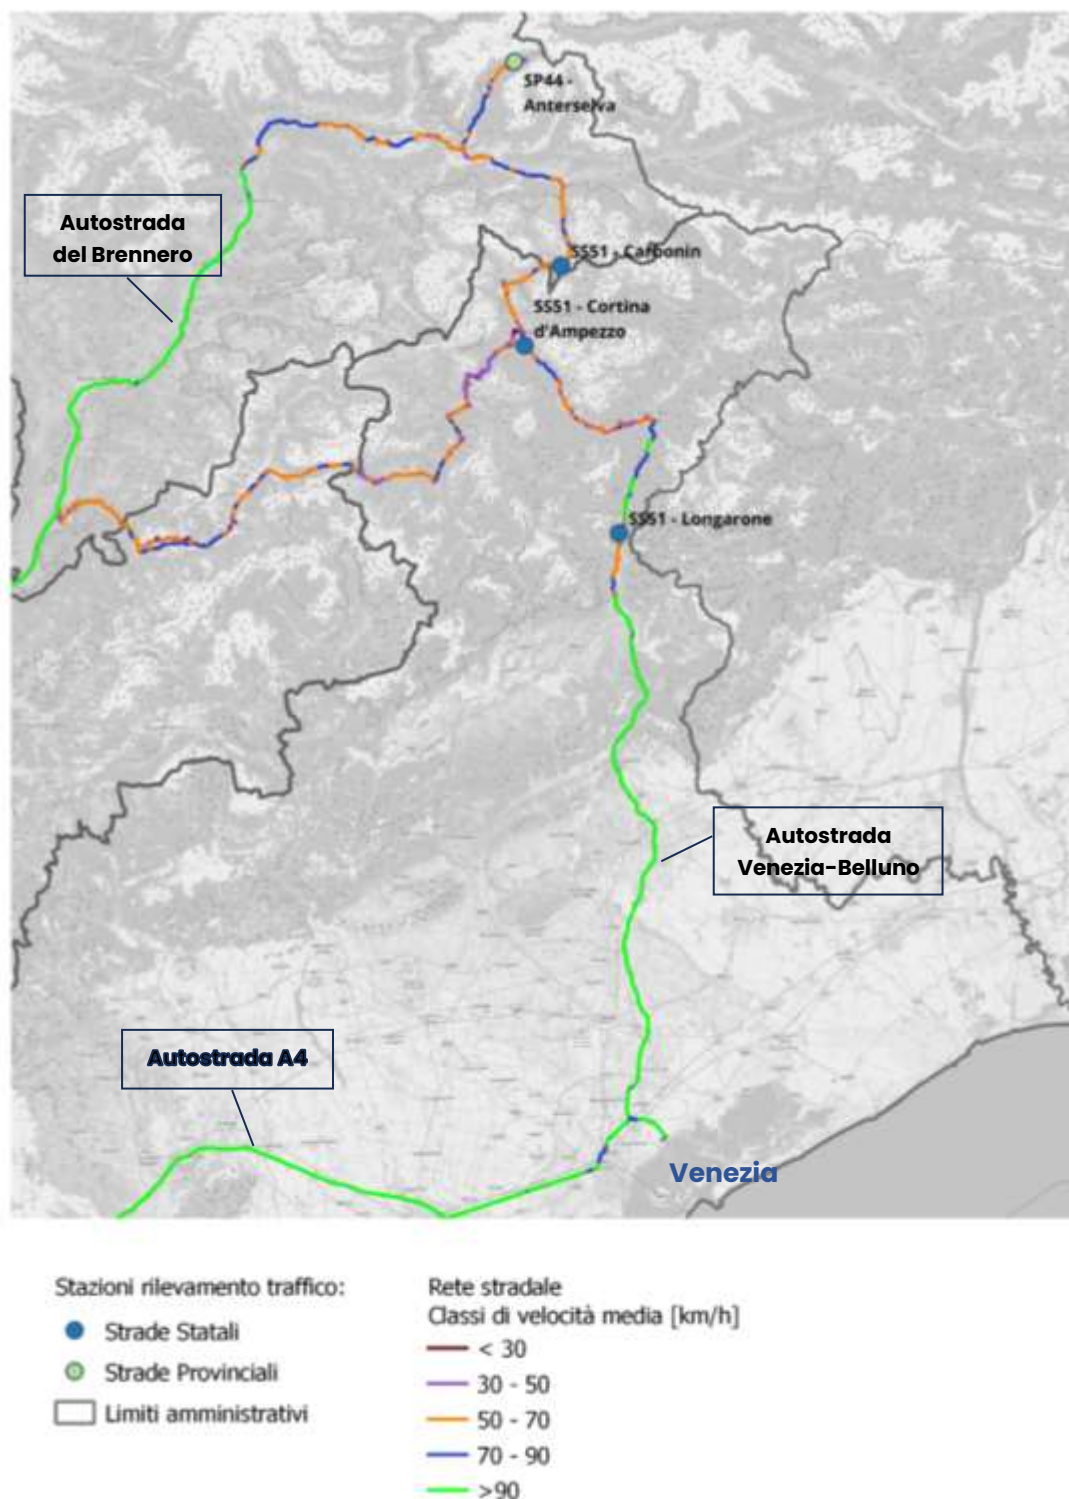 SP44 -
Anterselva
Autostrada
del Brennero
SS51 - Carbonin
SS51 - Cortina
d'Ampezzo
SS51 - Longarone
Autostrada
Venezia-Belluno
Autostrada A4
Venezia
Stazioni rilevamento traffico:
Strade Statali
Strade Provinciali
Limiti amministrativi
Rete stradale
Classi di velocità media [km/h]
< 30
30 - 50
50 - 70
70 - 90
>90